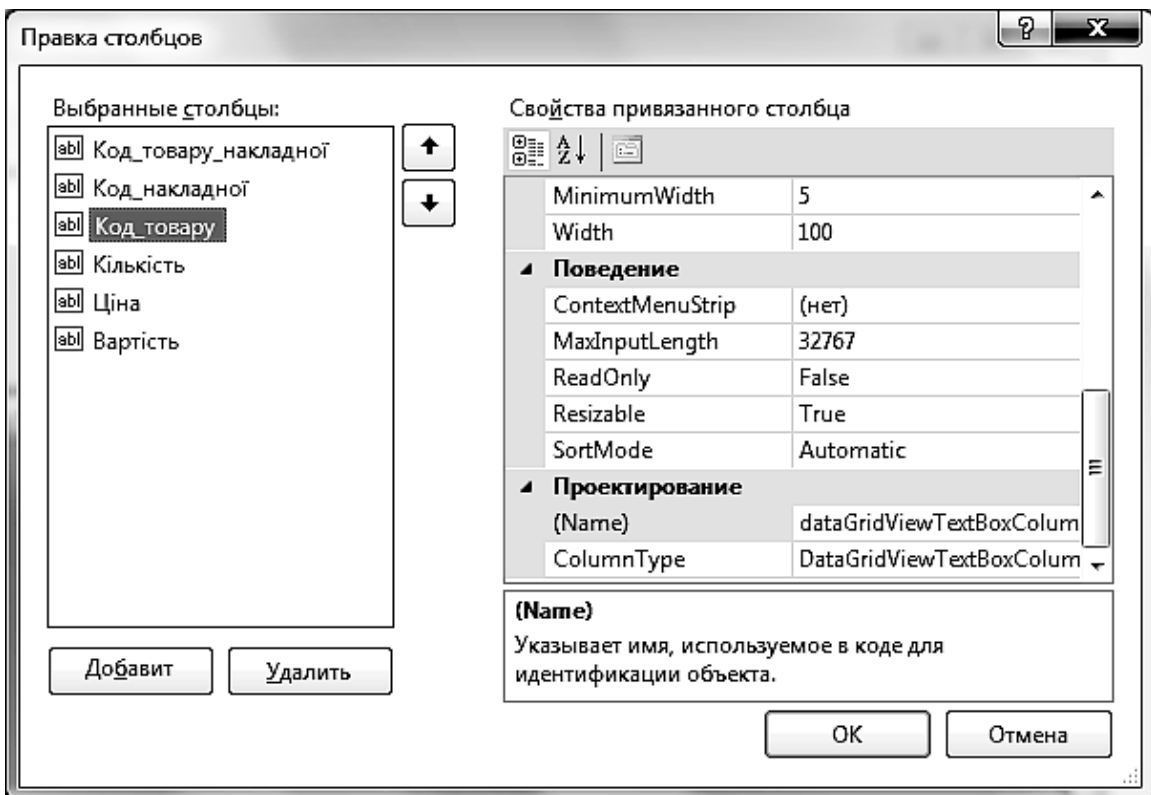 Правка столбцов
Выбранные столбцы:
Код_товару_накладної
Код_накладної
Код_товару
Кількість
Ціна
Вартість
Добавит
Удалить
Свойства привязанного столбца
MinimumWidth 5
Width 100
Поведение
ContextMenuStrip (нет)
MaxInputLength 32767
ReadOnly False
Resizable True
SortMode Automatic
Проектирование
(Name) dataGridViewTextBoxColum
ColumnType DataGridViewTextBoxColum
(Name)
Указывает имя, используемое в коде для
идентификации объекта.
ОК
Отмена